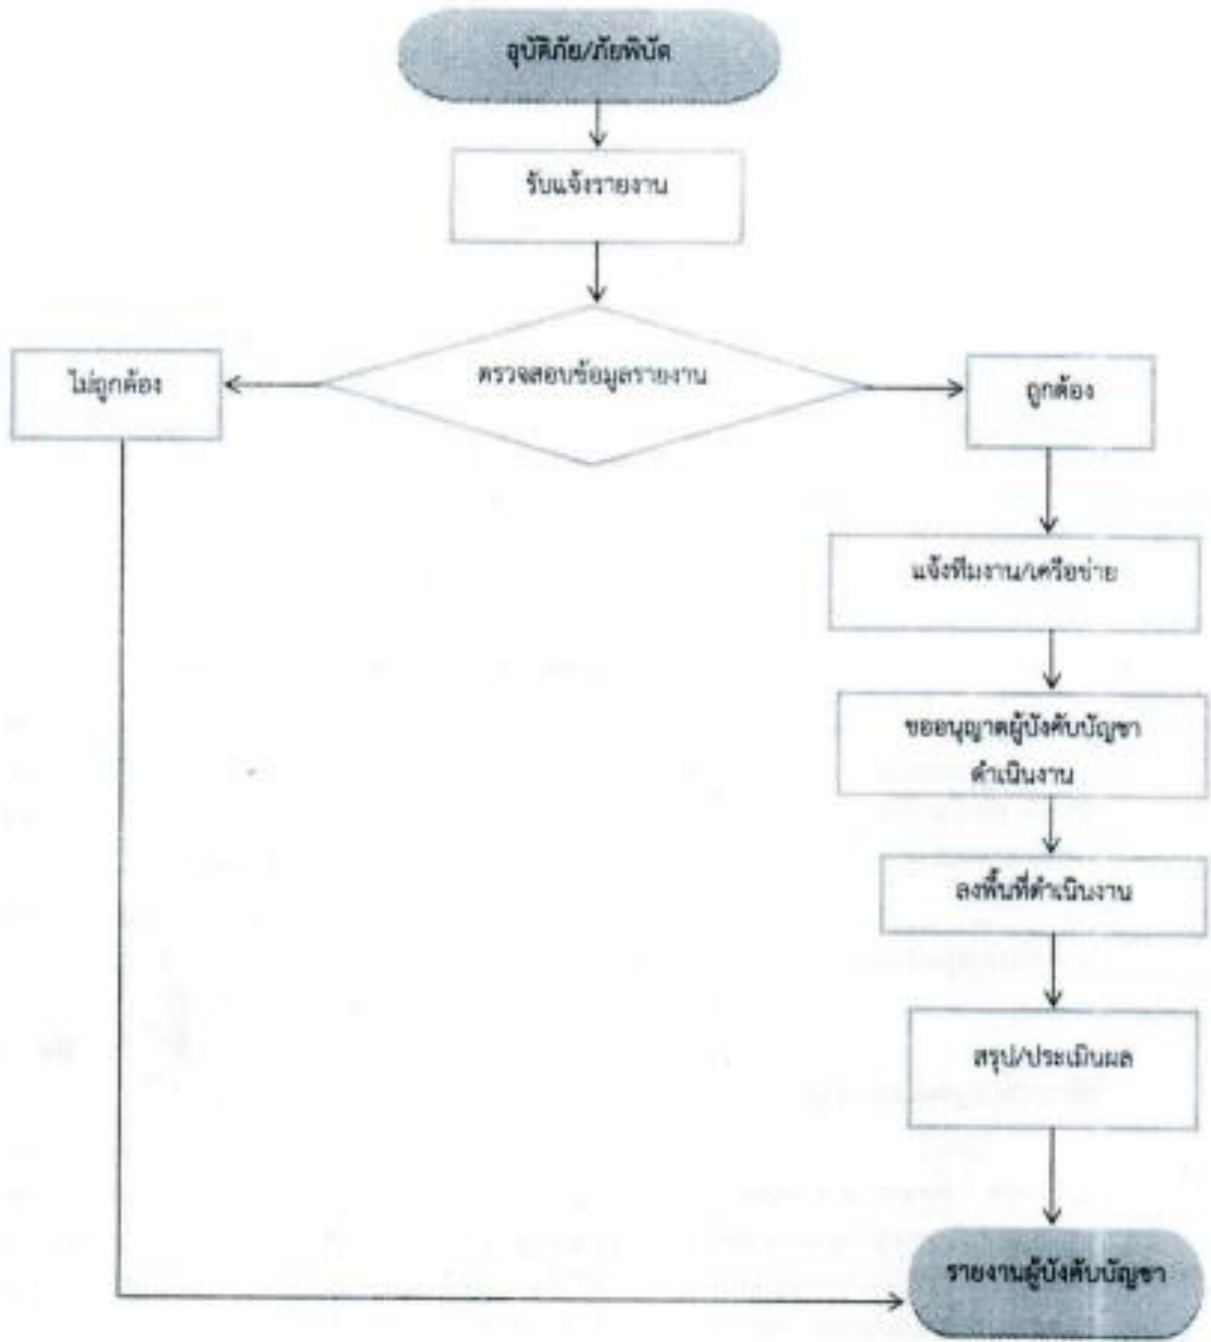 อุบัติภัย/ภัยพิบัต
รับแจ้งรายงาน
ตรวจสอบข้อมูลรายงาน
ไม่ถูกต้อง
ถูกต้อง
แจ้งทีมงาน/เครือข่าย
ขออนุญาตผู้บังคับบัญชา
ดำเนินงาน
ลงพื้นที่ดำเนินงาน
สรุป/ประเมินผล
รายงานผู้บังคับบัญชา